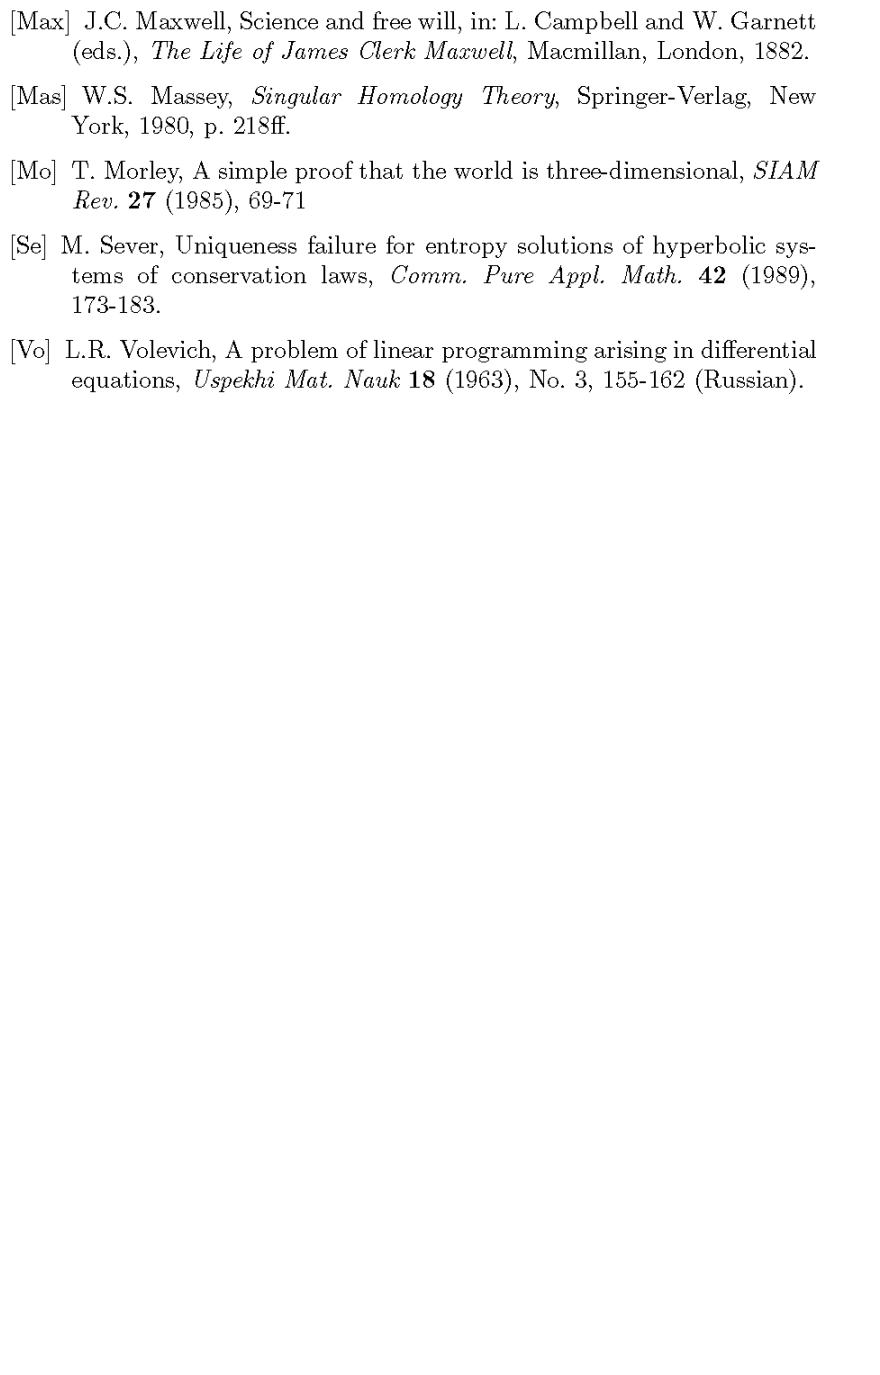 [Max] J.C. Maxwell, Science and free will, in: L. Campbell and W. Garnett
(eds.), The Life of James Clerk Maxwell, Macmillan, London, 1882.
[Mas] W.S. Massey, Singular Homology Theory, Springer-Verlag, New
York, 1980, p. 218ff.
[Mo] T. Morley, A simple proof that the world is three-dimensional, SIAM
Rev. 27 (1985), 69-71
[Se] M. Sever, Uniqueness failure for entropy solutions of hyperbolic sys-
tems of conservation laws, Comm. Pure Appl. Math. 42 (1989),
173-183.
[Vo] L.R. Volevich, A problem of linear programming arising in differential
equations, Uspekhi Mat. Nauk 18 (1963), No. 3, 155-162 (Russian).